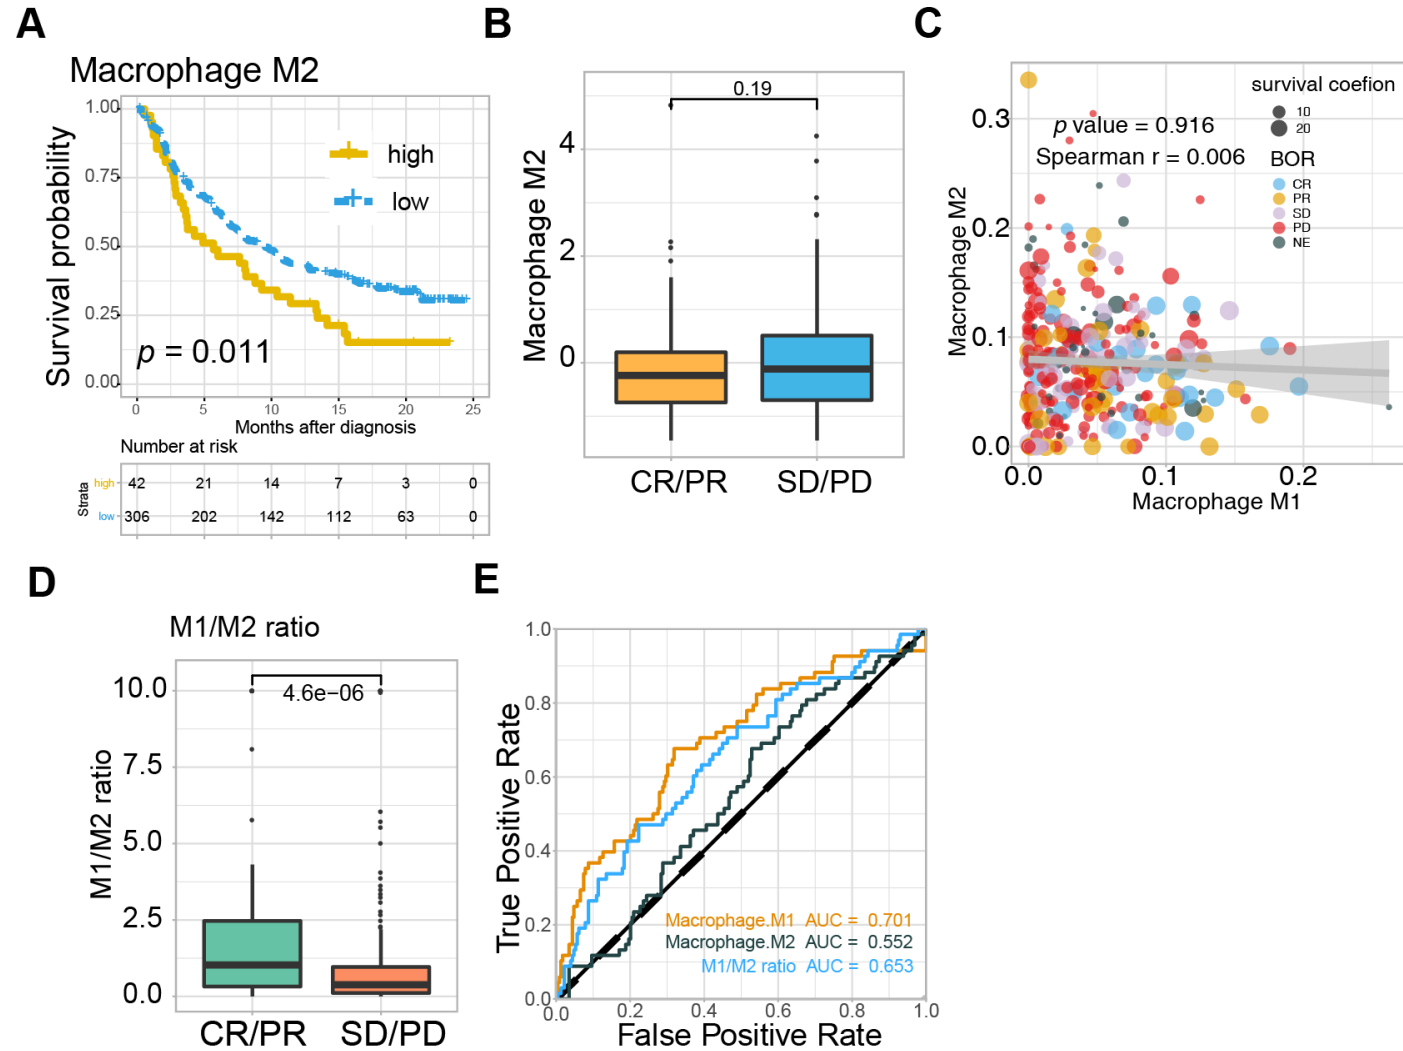 A
Macrophage M2
Survival probability
1.00
0.75
0.50
0.25
0.00
high
low
p = 0.011
0 5 10 15 20 25
Months after diagnosis
Number at risk
Strata
high 42 21 14 7 3 0
low 306 202 142 112 63 0
B
Macrophage M2
4
2
0
0.19
CR/PR SD/PD
C
Macrophage M2
0.3
0.2
0.1
0.0
p value = 0.916
Spearman r = 0.006
survival coefion
10
20
BOR
CR
PR
SD
PD
NE
0.0 0.1 0.2
Macrophage M1
D
M1/M2 ratio
M1/M2 ratio
10.0
7.5
5.0
2.5
0.0
4.6e−06
CR/PR SD/PD
E
True Positive Rate
1.0
0.8
0.6
0.4
0.2
0.0
Macrophage.M1 AUC = 0.701
Macrophage.M2 AUC = 0.552
M1/M2 ratio AUC = 0.653
0.0 0.2 0.4 0.6 0.8 1.0
False Positive Rate